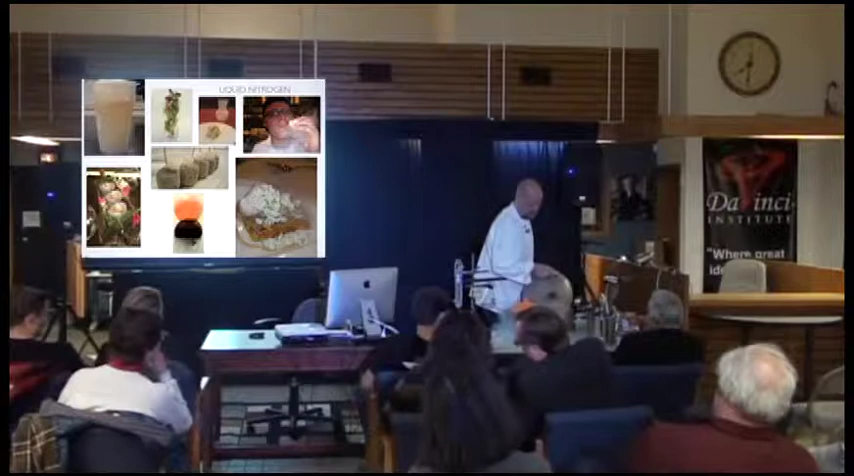 LIQUID NITROGEN
Da Vinci
INSTITUTE
"Where great
ide